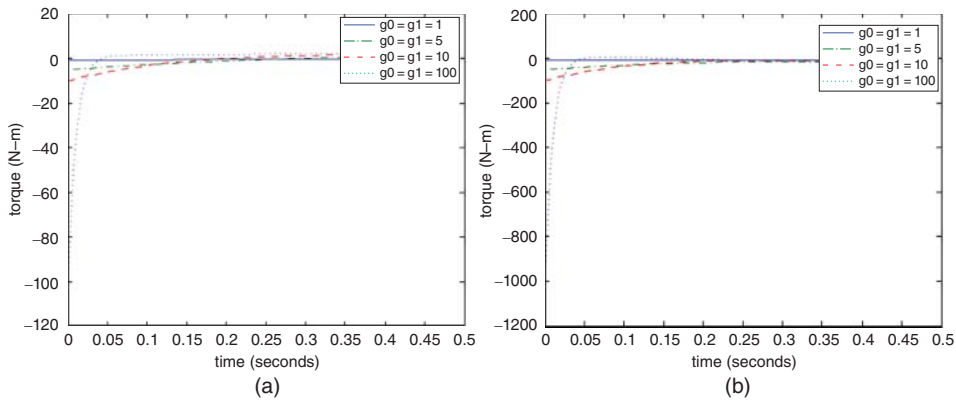 20
0
−20
−40
−60
−80
−100
−120
torque (N–m)
0 0.05 0.1 0.15 0.2 0.25 0.3 0.35 0.4 0.45 0.5
time (seconds)
g0 = g1 = 1
g0 = g1 = 5
g0 = g1 = 10
g0 = g1 = 100
(a)
200
0
−200
−400
−600
−800
−1000
−1200
torque (N–m)
0 0.05 0.1 0.15 0.2 0.25 0.3 0.35 0.4 0.45 0.5
time (seconds)
g0 = g1 = 1
g0 = g1 = 5
g0 = g1 = 10
g0 = g1 = 100
(b)